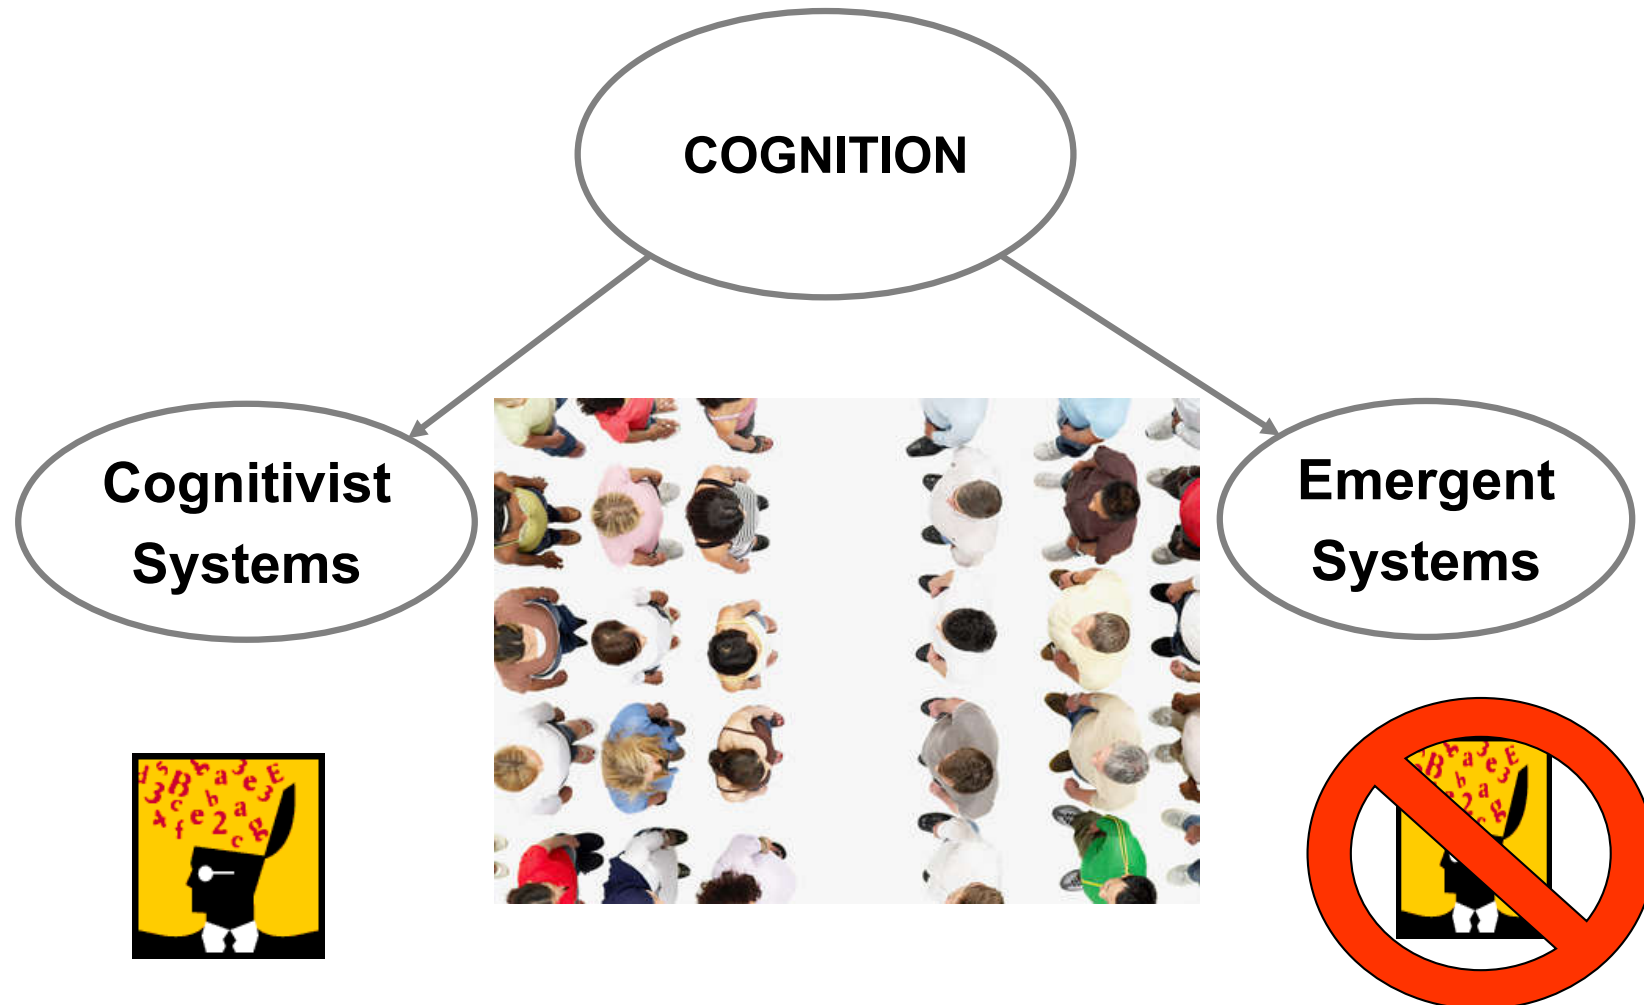 COGNITION
Cognitivist
Systems
Emergent
Systems